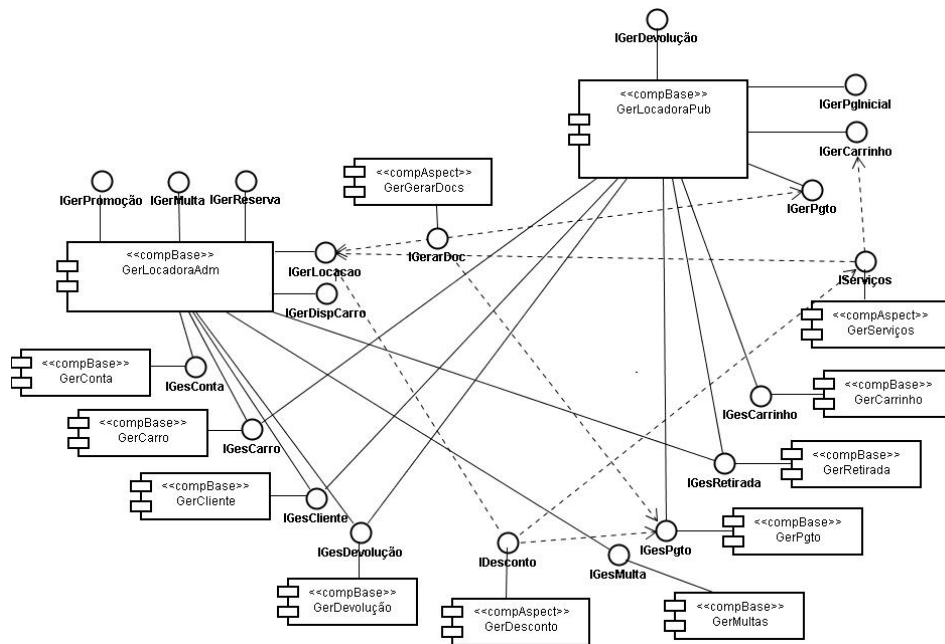 IGerDevolução
<<compBase>>
GerLocadoraPub
IGerPgInicial
IGerCarrinho
IGerPgto
<<compAspect>>
GerGerarDocs
IGerarDoc
IGerPromoção
IGerMulta
IGerReserva
<<compBase>>
GerLocadoraAdm
IGerLocacao
IGerDispCarro
IServiços
<<compAspect>>
GerServiços
<<compBase>>
GerConta
IGesConta
<<compBase>>
GerCarro
IGesCarro
IGesCarrinho
<<compBase>>
GerCarrinho
<<compBase>>
GerCliente
IGesCliente
IGesRetirada
<<compBase>>
GerRetirada
IGesDevolução
<<compBase>>
GerDevolução
IDesconto
<<compAspect>>
GerDesconto
IGesPgto
<<compBase>>
GerPgto
IGesMulta
<<compBase>>
GerMultas